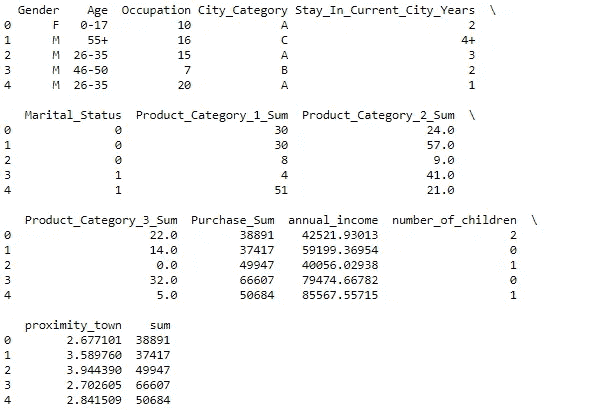 Gender Age Occupation City_Category Stay_In_Current_City_Years \
0 F 0-17 10 A 2
1 M 55+ 16 C 4+
2 M 26-35 15 A 3
3 M 46-50 7 B 2
4 M 26-35 20 A 1
Marital_Status Product_Category_1_Sum Product_Category_2_Sum \
0 0 30 24.0
1 0 30 57.0
2 0 8 9.0
3 1 4 41.0
4 1 51 21.0
Product_Category_3_Sum Purchase_Sum annual_income number_of_children \
0 22.0 38891 42521.93013 2
1 14.0 37417 59199.36954 0
2 0.0 49947 40056.02938 1
3 32.0 66607 79474.66782 0
4 5.0 50684 85567.55715 1
proximity_town sum
0 2.677101 38891
1 3.589760 37417
2 3.944390 49947
3 2.702605 66607
4 2.841509 50684